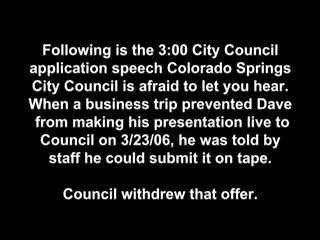 Following is the 3:00 City Council
application speech Colorado Springs
City Council is afraid to let you hear.
When a business trip prevented Dave
from making his presentation live to
Council on 3/23/06, he was told by
staff he could submit it on tape.
Council withdrew that offer.